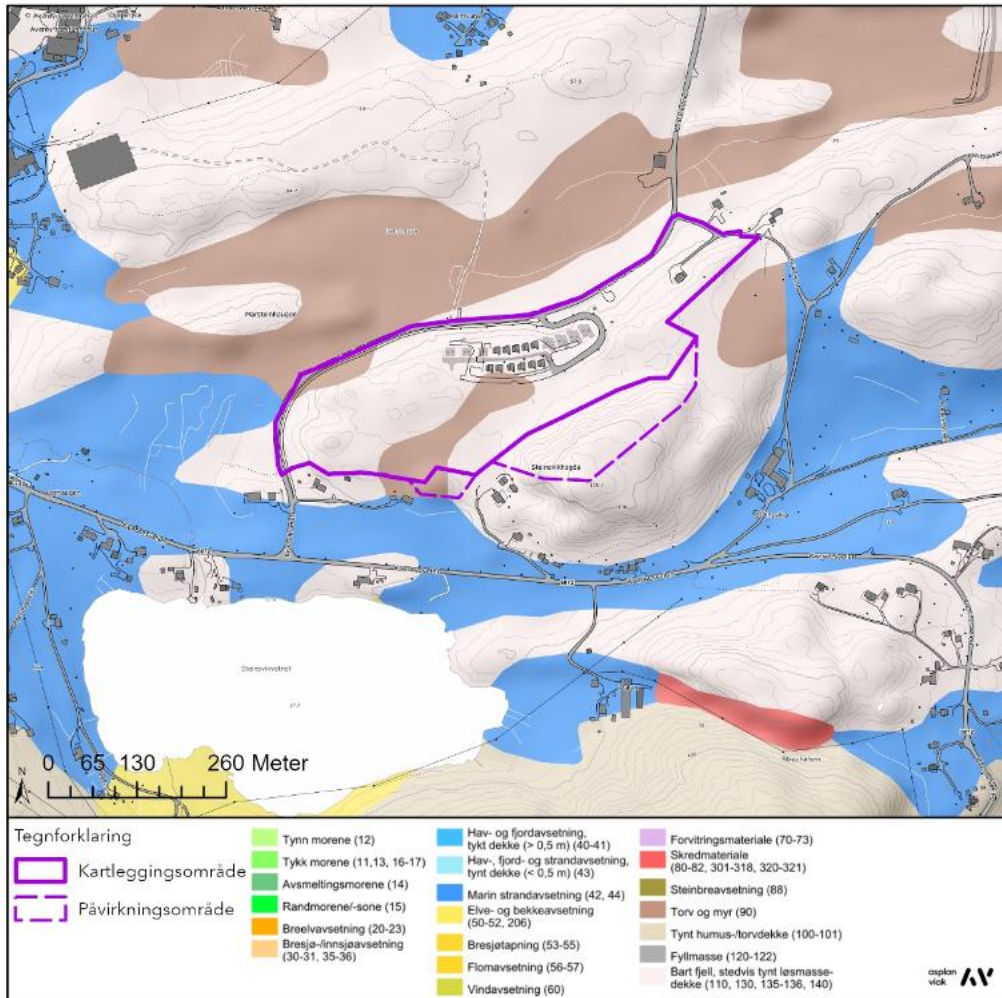 Marsteinhaugen
Steinsvikhøgda
Steinsvikvatnet
0 65 130 260 Meter
N
Tegnforklaring
Kartleggingsområde
Påvirkningsområde
Tynn morene (12)
Tykk morene (11,13, 16-17)
Avsmeltingsmorene (14)
Randmorene/-sone (15)
Breelvavsetning (20-23)
Bresjø-/innsjøavsetning
(30-31, 35-36)
Hav- og fjordavsetning,
tykt dekke (> 0,5 m) (40-41)
Hav-, fjord- og strandavsetning,
tynt dekke (< 0,5 m) (43)
Marin strandavsetning (42, 44)
Elve- og bekkeavsetning
(50-52, 206)
Bresjøtapning (53-55)
Flomavsetning (56-57)
Vindavsetning (60)
Forvitringsmateriale (70-73)
Skredmateriale
(80-82, 301-318, 320-321)
Steinbreavsetning (88)
Torv og myr (90)
Tynt humus-/torvdekke (100-101)
Fyllmasse (120-122)
Bart fjell, stedvis tynt løsmasse-
dekke (110, 130, 135-136, 140)
asplan
viak